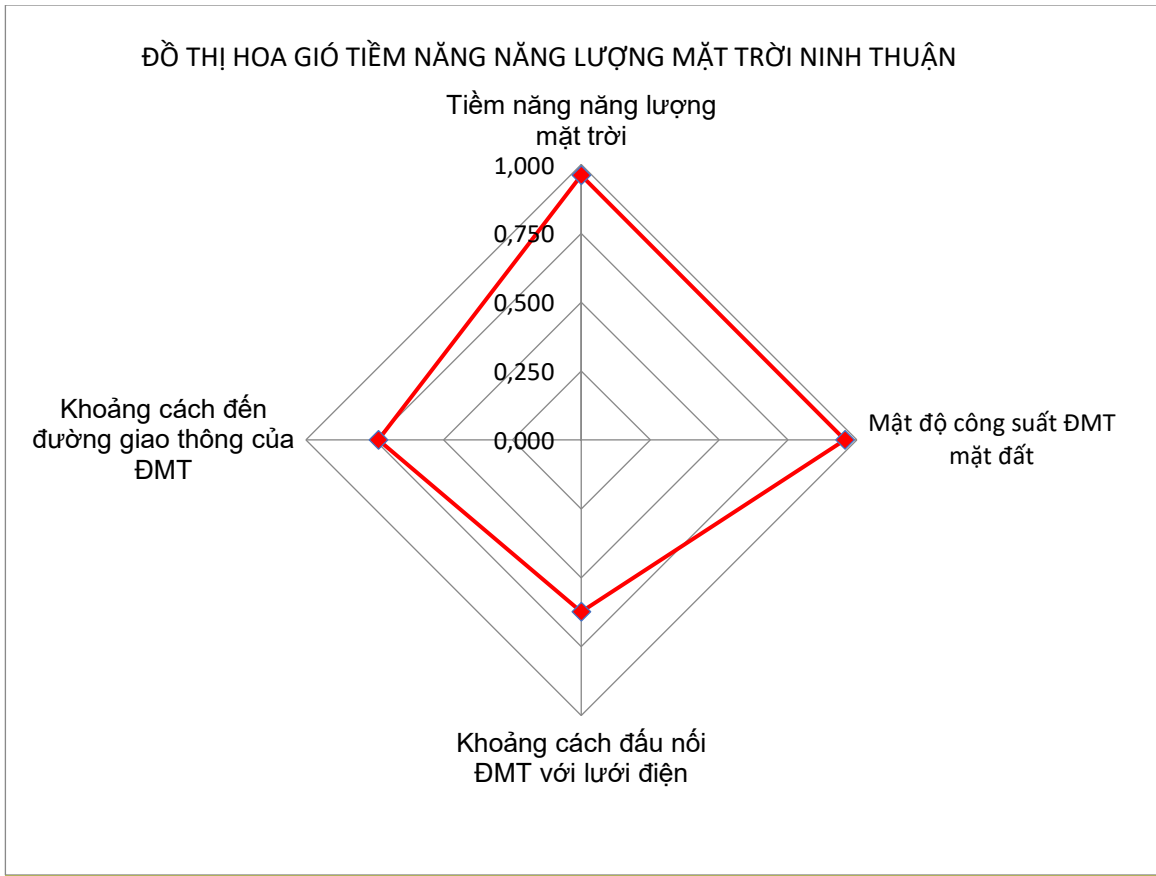 ĐỒ THỊ HOA GIÓ TIỀM NĂNG NĂNG LƯỢNG MẶT TRỜI NINH THUẬN
Tiềm năng năng lượng
mặt trời
1,000
0,750
0,500
0,250
0,000
Mật độ công suất ĐMT
mặt đất
Khoảng cách đấu nối
ĐMT với lưới điện
Khoảng cách đến
đường giao thông của
ĐMT